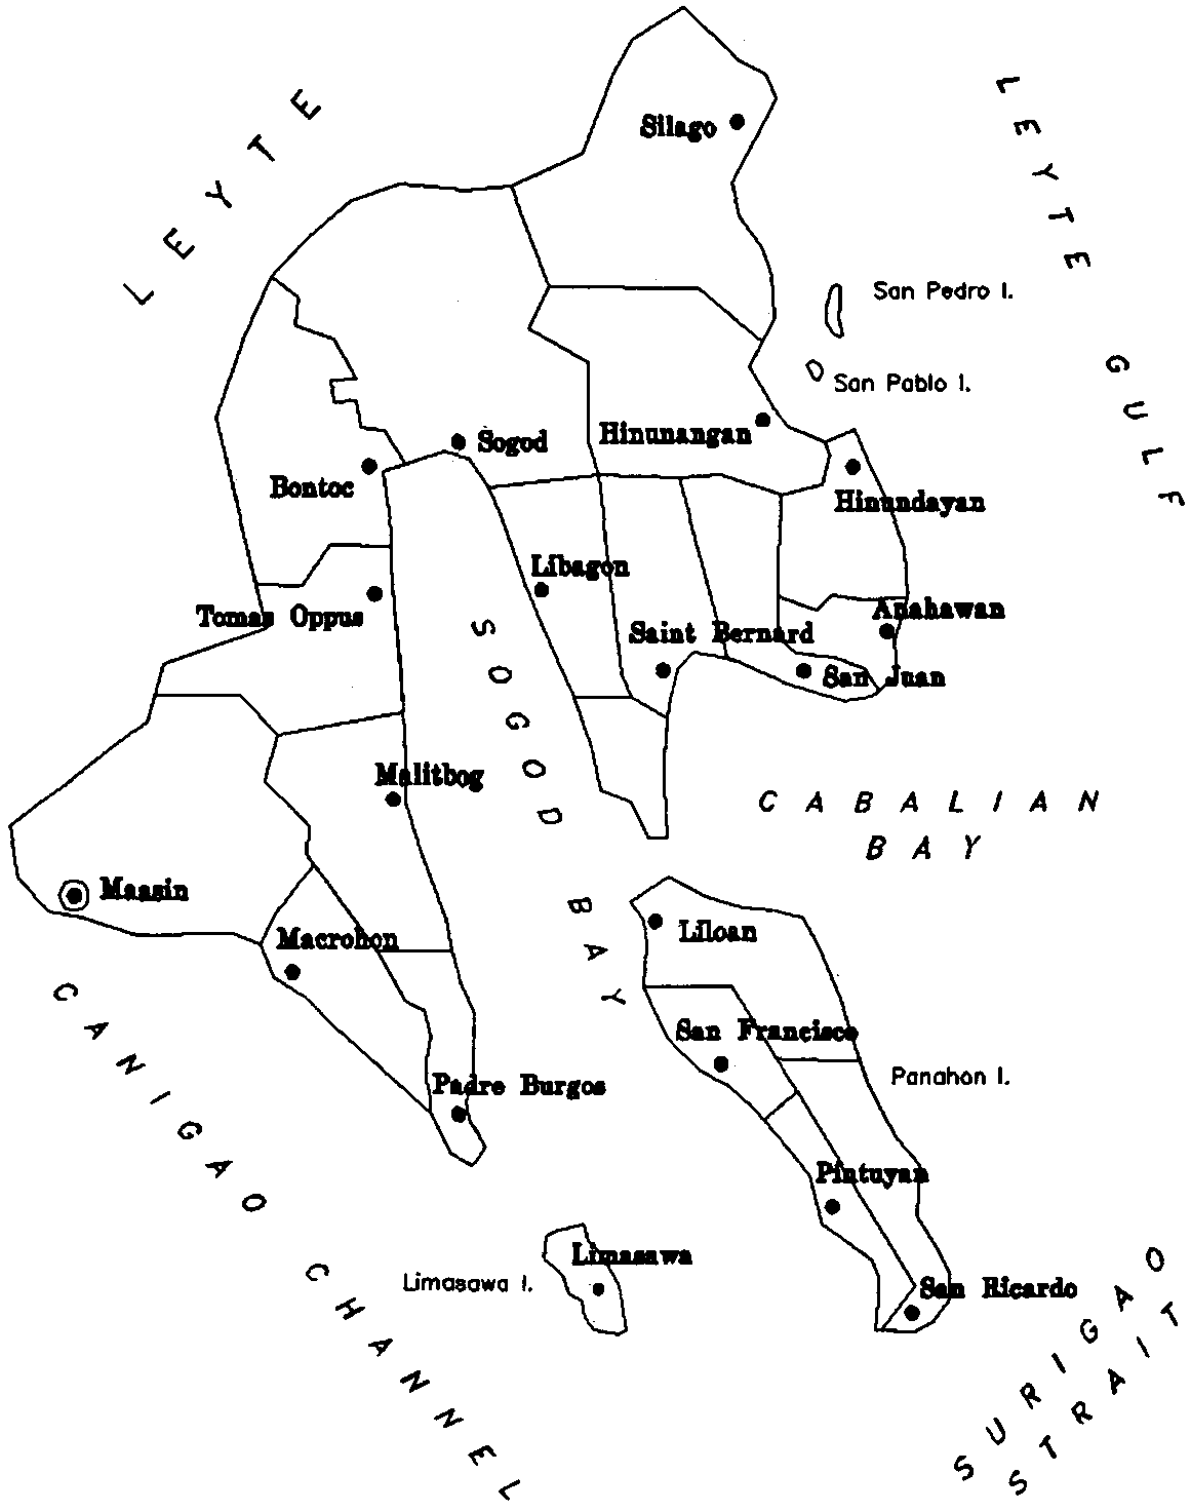 LEYTE
LEYTE GULF
Silago
San Pedro I.
San Pablo I.
Sogod
Hinunangan
Bontoc
Hinundayan
Libagon
Tomas Oppus
Anahawan
Saint Bernard
San Juan
SOGOD BAY
Malitbog
CABALIAN
BAY
Maasin
Macrohon
Liloan
San Francisco
Panahon I.
Padre Burgos
Pintuyan
Limasawa
Limasawa I.
San Ricardo
CANIGAO CHANNEL
SURIGAO
STRAIT